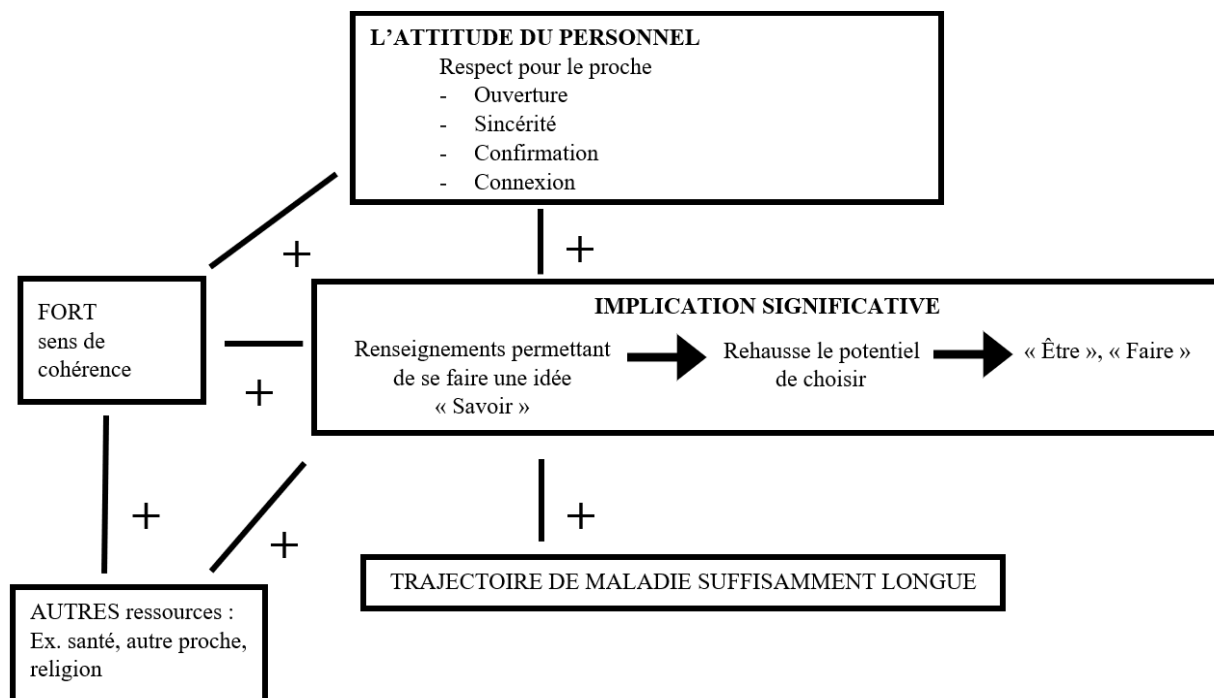 L'ATTITUDE DU PERSONNEL
Respect pour le proche
- Ouverture
- Sincérité
- Confirmation
- Connexion
+
+
FORT
sens de
cohérence
+
IMPLICATION SIGNIFICATIVE
Renseignements permettant
de se faire une idée
« Savoir »
Rehausse le potentiel
de choisir
« Être », « Faire »
+
+
+
TRAJECTOIRE DE MALADIE SUFFISAMMENT LONGUE
AUTRES ressources :
Ex. santé, autre proche,
religion